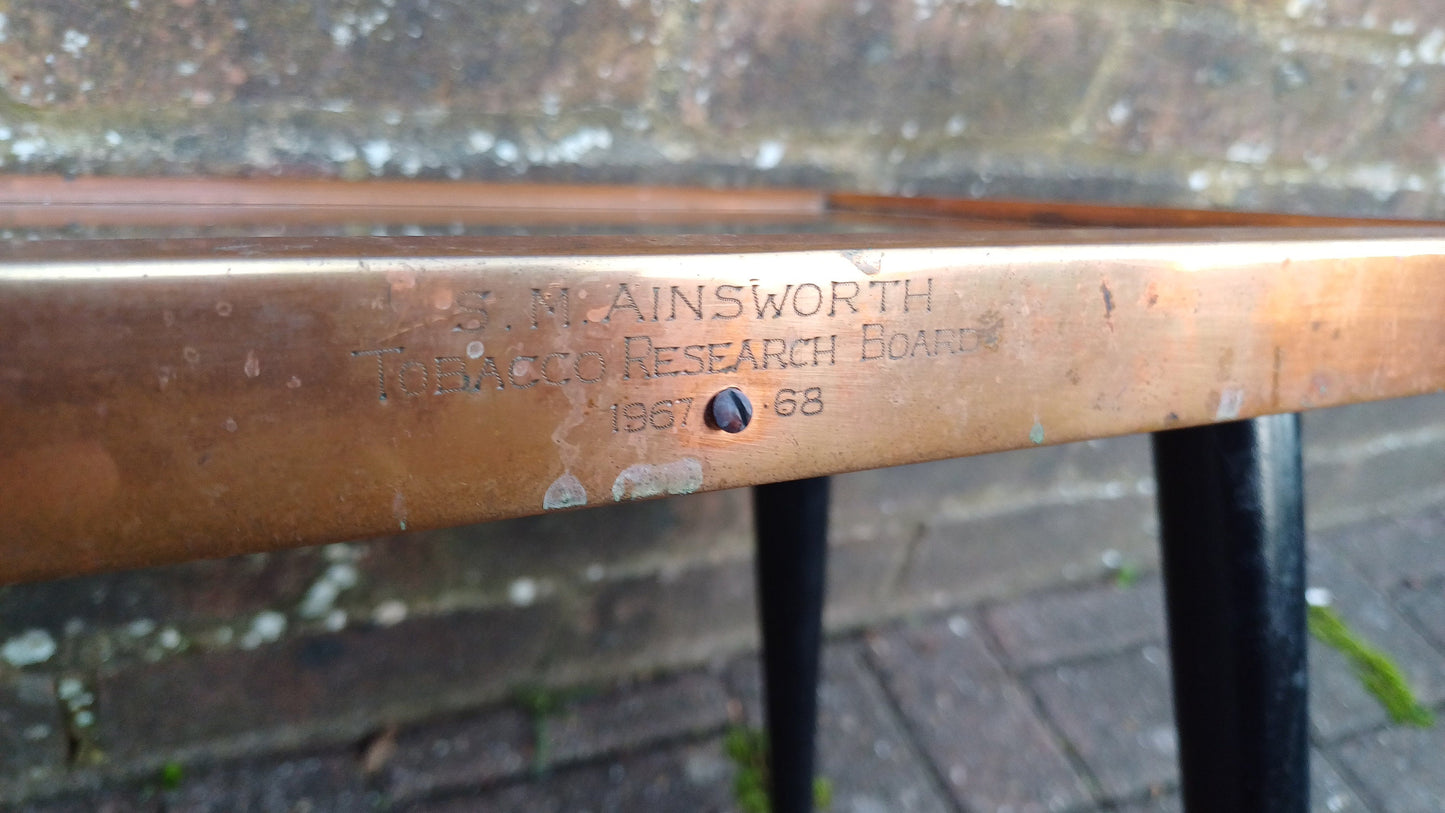 S. M. AINSWORTH
TOBACCO RESEARCH BOARD
1967 · 68